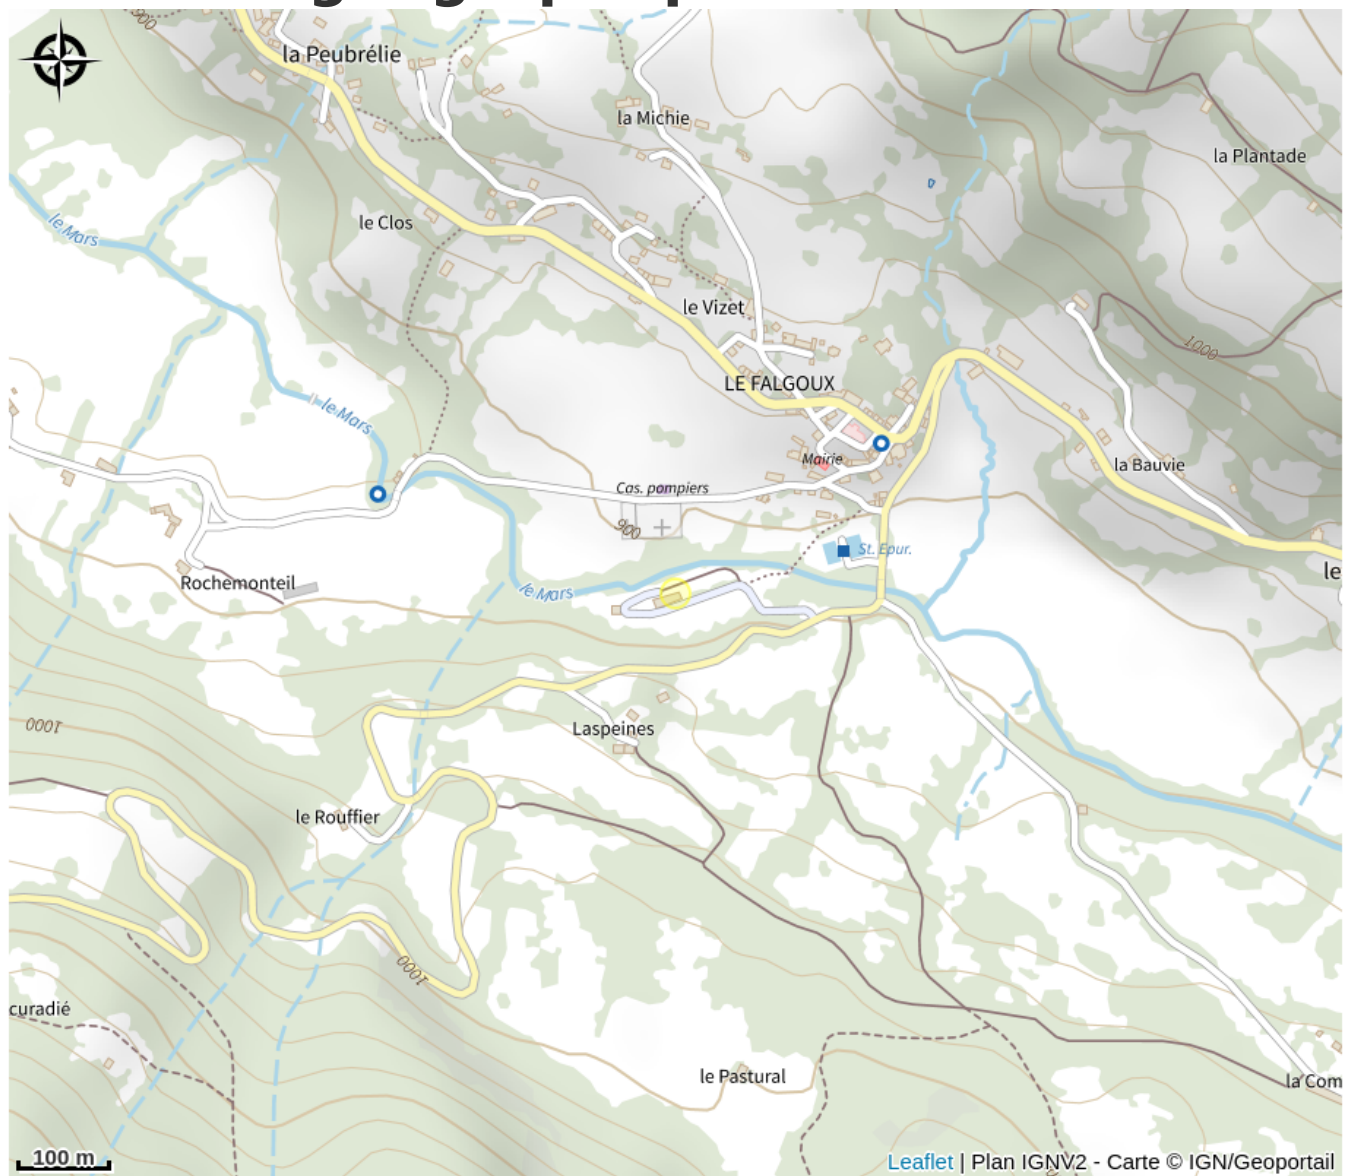 900
la Peubrélie
la Michie
la Plantade
le Clos
le Mars
le Vizet
1000
LE FALGOUX
le Mars
Mairie
la Bauvie
Cas. pompiers
900
St. Epur.
le
Rochemonteil
le Mars
1000
Laspeines
le Rouffier
1000
curadié
le Pastural
la Com
100 m
Leaflet | Plan IGNV2 - Carte © IGN/Geoportail